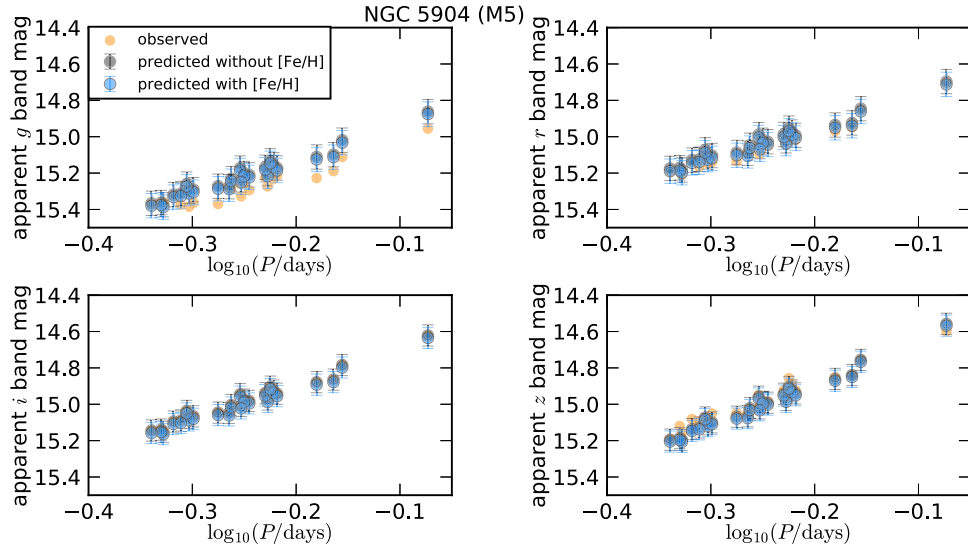 NGC 5904 (M5)
observed
predicted without [Fe/H]
predicted with [Fe/H]
14.4
14.6
14.8
15.0
15.2
15.4
apparent g band mag
−0.4 −0.3 −0.2 −0.1
log10(P/days)
14.4
14.6
14.8
15.0
15.2
15.4
apparent r band mag
−0.4 −0.3 −0.2 −0.1
log10(P/days)
14.4
14.6
14.8
15.0
15.2
15.4
apparent i band mag
−0.4 −0.3 −0.2 −0.1
log10(P/days)
14.4
14.6
14.8
15.0
15.2
15.4
apparent z band mag
−0.4 −0.3 −0.2 −0.1
log10(P/days)